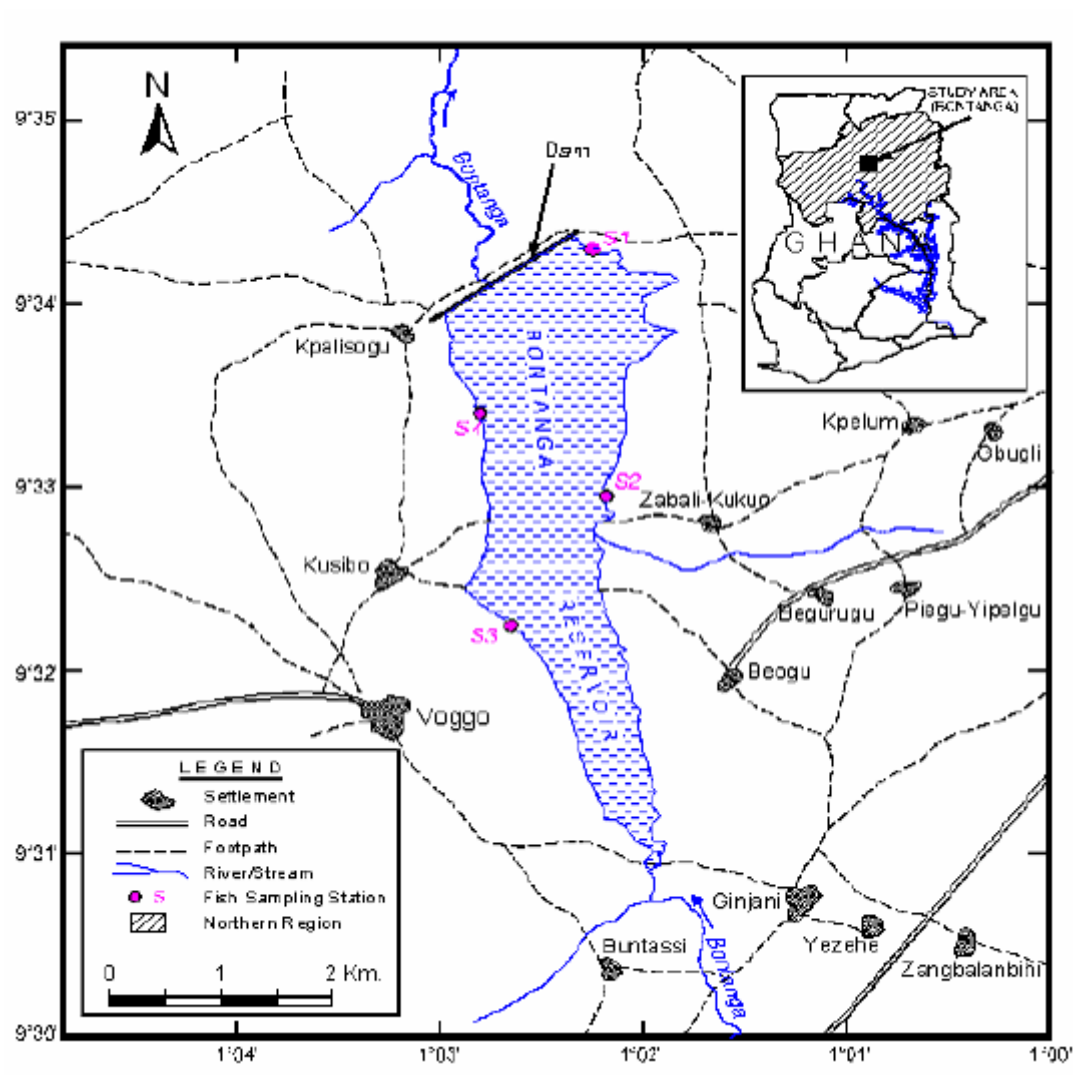 N
STUDY AREA
(BONTANGA)
GHANA
9°35'
Bontanga
Dam
S1
9°34'
Kpalisogu
BONTANGA
Kpelum
S2
Zabali-Kukuo
9°33'
Kusibo
Begurugu
Piegu-Yipelgu
RESERVOIR
S3
9°32'
Beogu
Voggo
LEGEND
Settlement
Road
Footpath
River/Stream
S Fish Sampling Station
Northern Region
0 1 2 Km.
9°31'
Ginjani
Yezehe
Buntassi
Bontanga
Zangbalanbihi
9°30'
1°04' 1°03' 1°02' 1°01' 1°00'